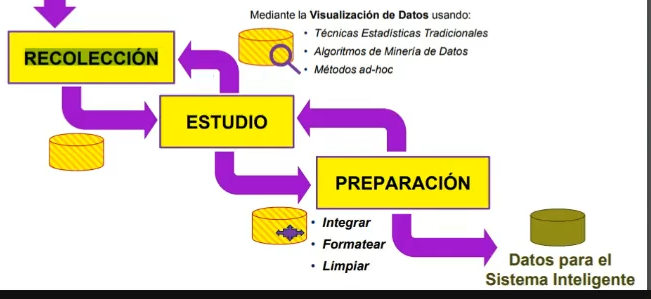 Mediante la Visualización de Datos usando:
• Técnicas Estadísticas Tradicionales
• Algoritmos de Minería de Datos
• Métodos ad-hoc
RECOLECCIÓN
ESTUDIO
PREPARACIÓN
• Integrar
• Formatear
• Limpiar
Datos para el
Sistema Inteligente